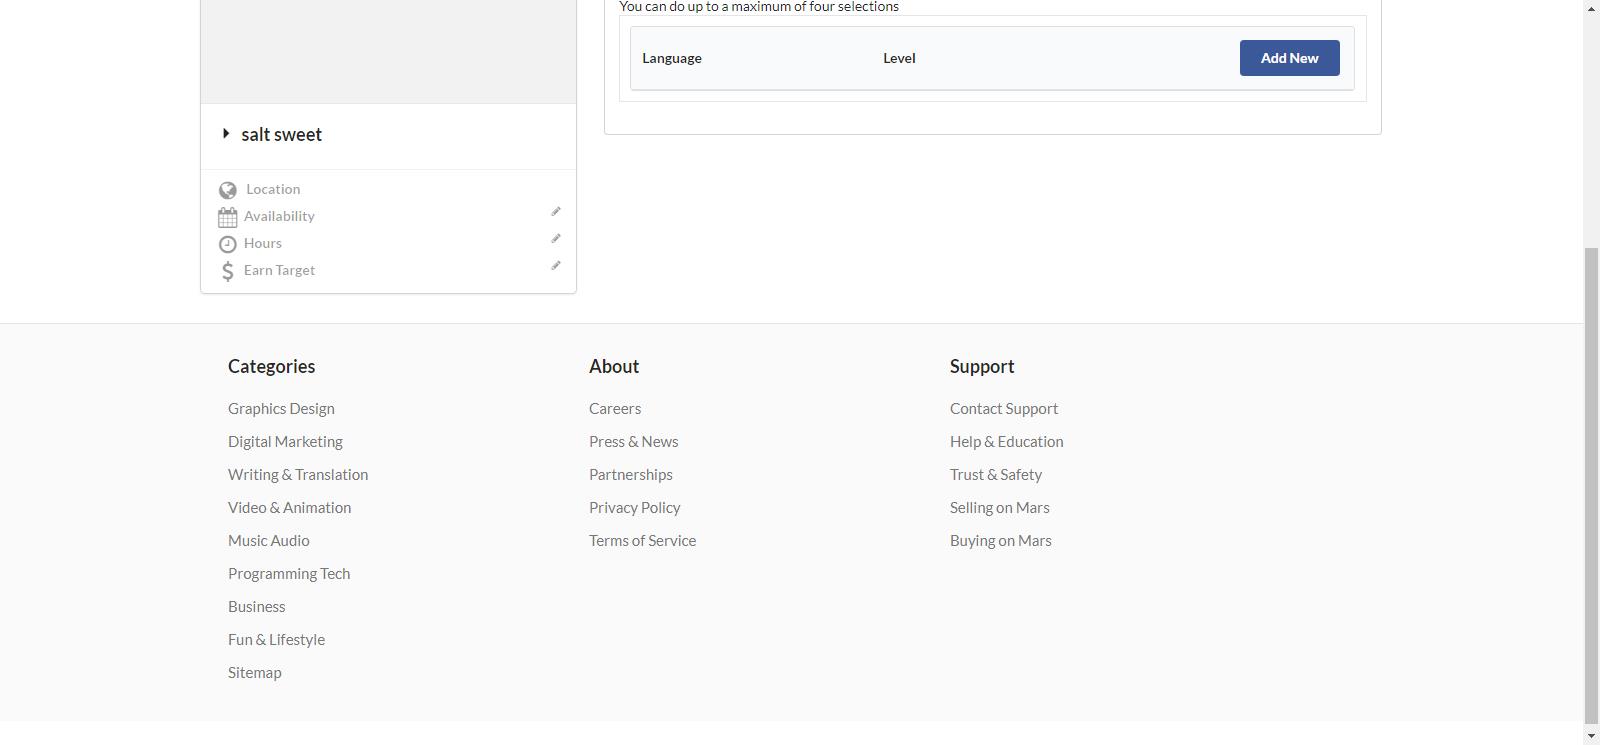 You can do up to a maximum of four selections
Language Level Add New
salt sweet
Location
Availability
Hours
Earn Target
Categories
Graphics Design
Digital Marketing
Writing & Translation
Video & Animation
Music Audio
Programming Tech
Business
Fun & Lifestyle
Sitemap
About
Careers
Press & News
Partnerships
Privacy Policy
Terms of Service
Support
Contact Support
Help & Education
Trust & Safety
Selling on Mars
Buying on Mars